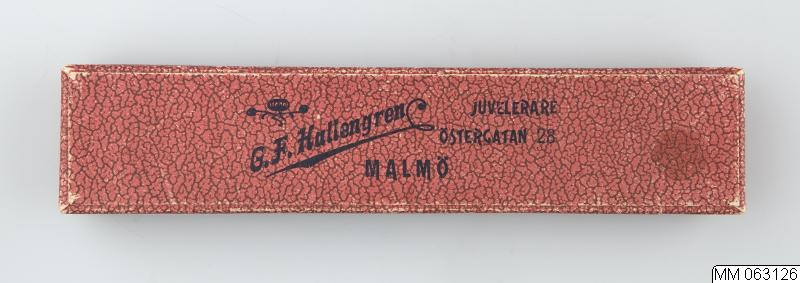 G.F. Hallengren
JUVELERARE
ÖSTERGATAN 28
MALMÖ
MM 063126